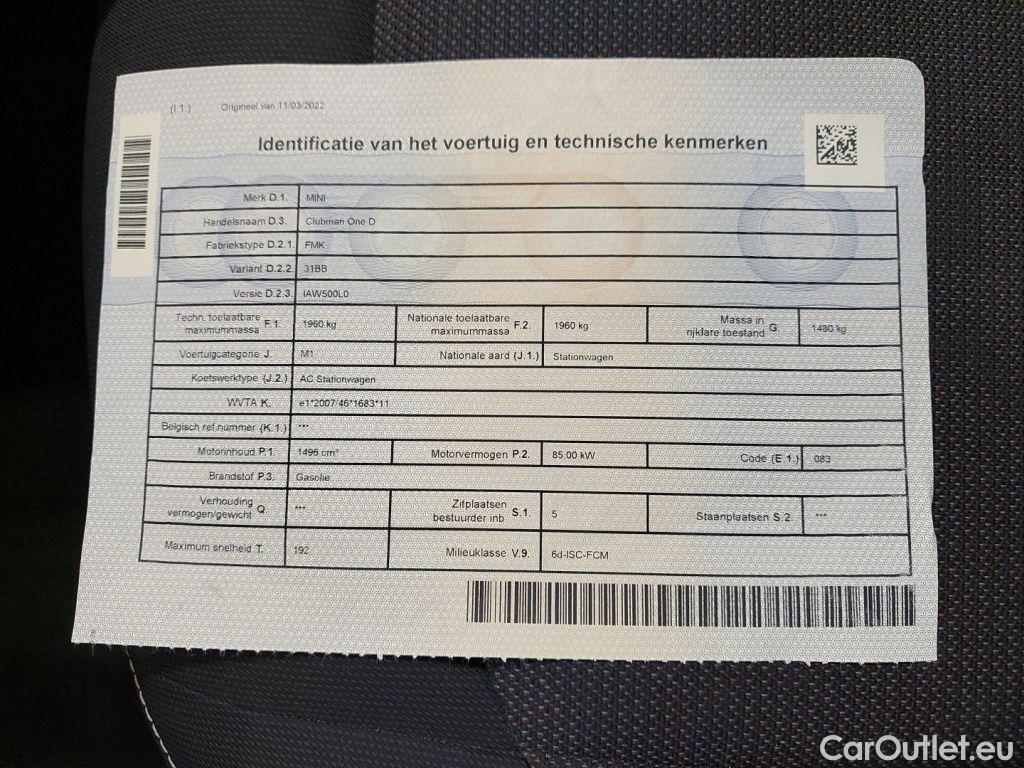 (I.1.) Origineel van 11/03/2022
Identificatie van het voertuig en technische kenmerken
Merk D.1. MINI
Handelsnaam D.3. Clubman One D
Fabriekstype D.2.1. FMK
Variant D.2.2. 31BB
Versie D.2.3. IAW500L0
Techn. toelaatbare maximummassa F.1. 1960 kg Nationale toelaatbare maximummassa F.2. 1960 kg Massa in rijklare toestand G. 1480 kg
Voertuigcategorie J. M1 Nationale aard (J.1.) Stationwagen
Koetswerktype (J.2.) AC Stationwagen
WVTA K. e1*2007/46*1683*11
Belgisch ref.nummer (K.1.) ***
Motorinhoud P.1. 1496 cm³ Motorvermogen P.2. 85.00 kW Code (E.1.) 083
Brandstof P.3. Gasolie
Verhouding vermogen/gewicht Q. *** Zitplaatsen bestuurder inb S.1. 5 Staanplaatsen S.2. ***
Maximum snelheid T. 192 Milieuklasse V.9. 6d-ISC-FCM
CarOutlet.eu